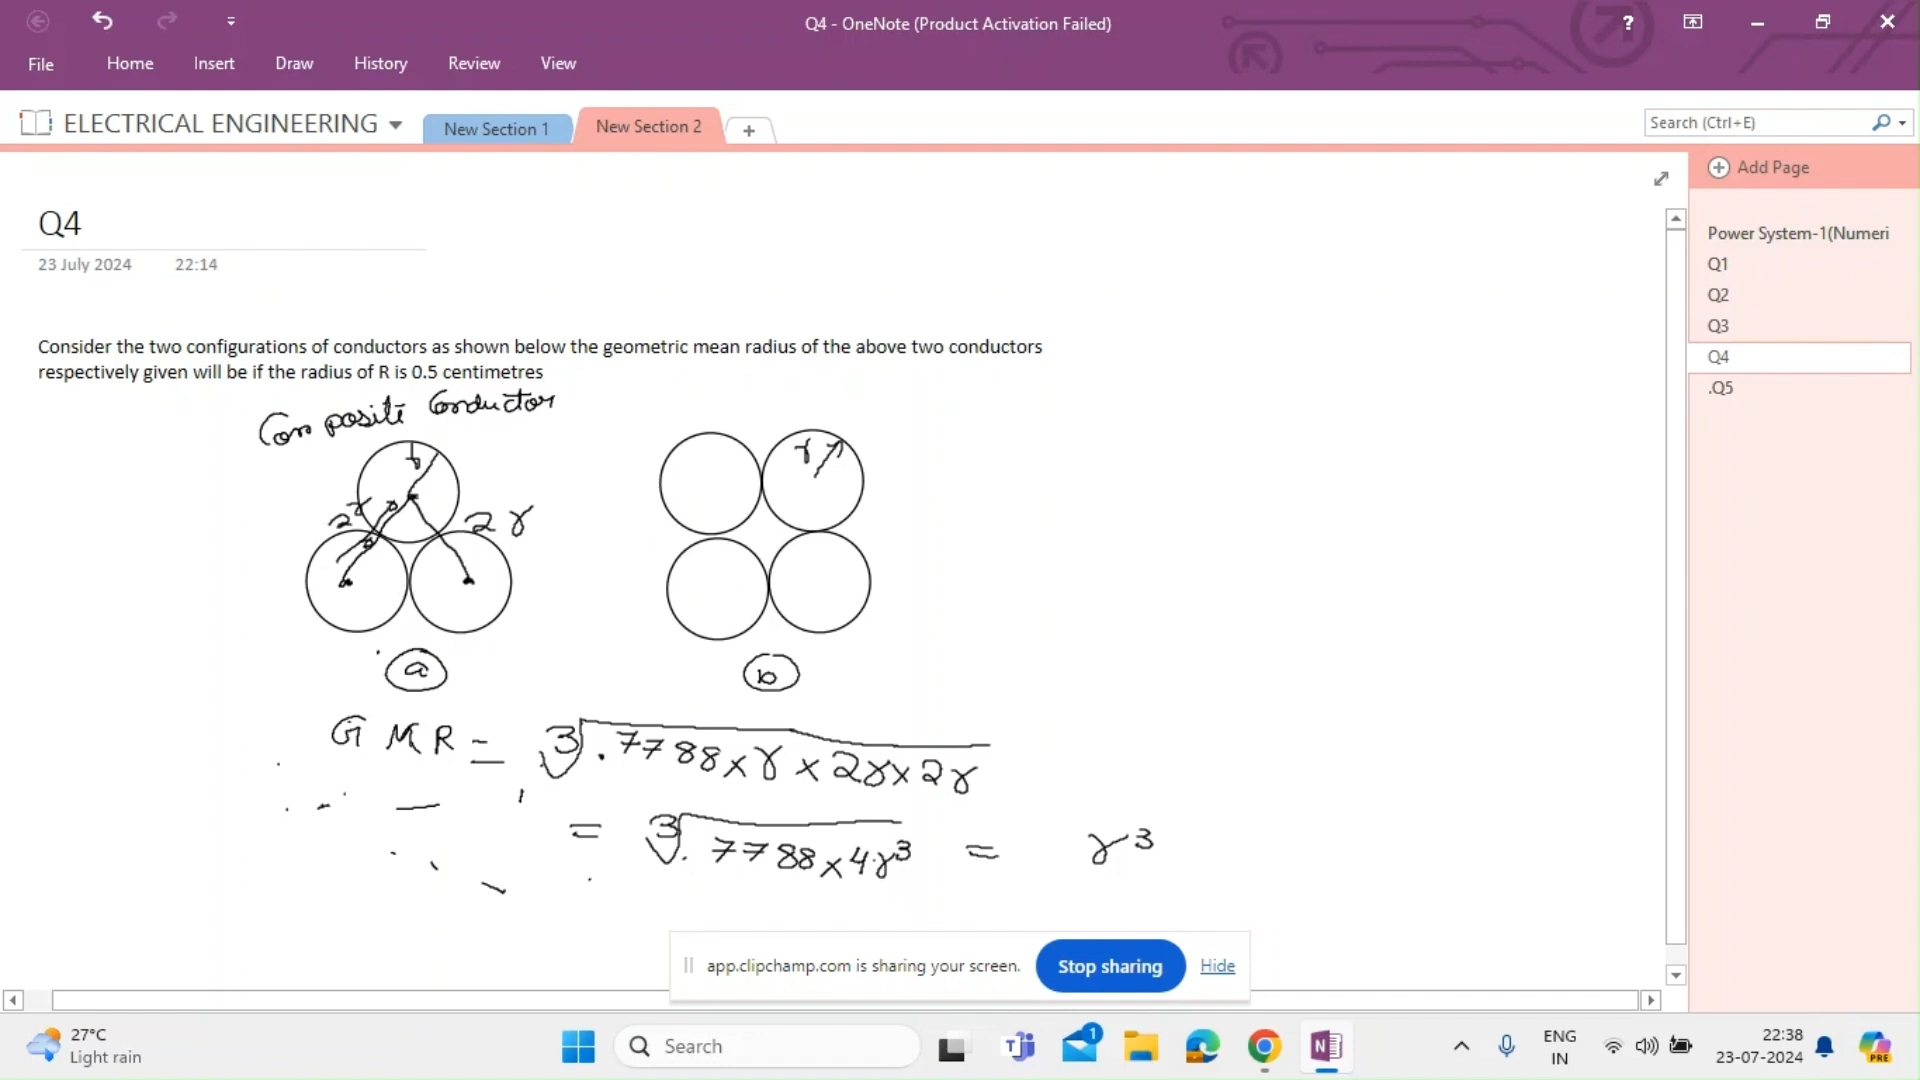 Q4 - OneNote (Product Activation Failed)
?
File Home Insert Draw History Review View
ELECTRICAL ENGINEERING
New Section 1
New Section 2
+
Search (Ctrl+E)
Add Page
Power System-1(Numeri
Q1
Q2
Q3
Q4
.Q5
Q4
23 July 2024 22:14
Consider the two configurations of conductors as shown below the geometric mean radius of the above two conductors
respectively given will be if the radius of R is 0.5 centimetres
Composite Conductor
r
2r
2r
a
b
GMR = ∛.7788×r×2r×2r
= ∛.7788×4r³ = r³
app.clipchamp.com is sharing your screen.
Stop sharing
Hide
27°C
Light rain
Search
1
ENG
IN
22:38
23-07-2024
PRE